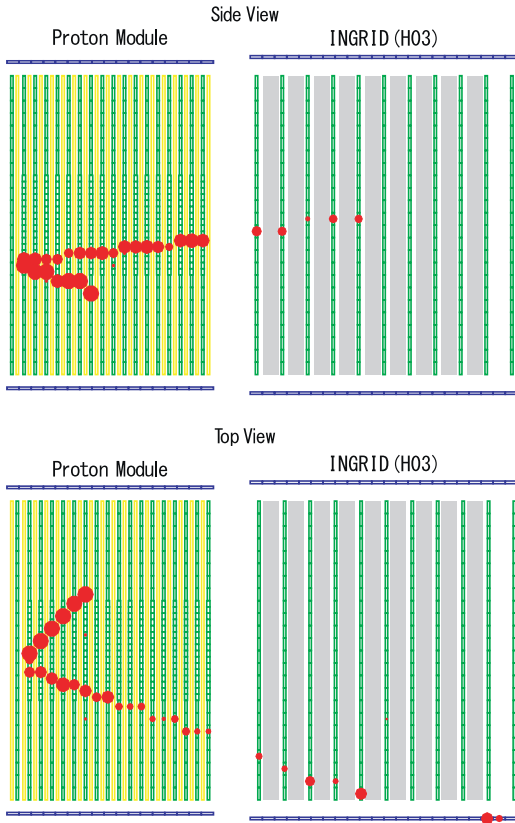 Side View
Proton Module
INGRID(H03)
Top View
Proton Module
INGRID(H03)